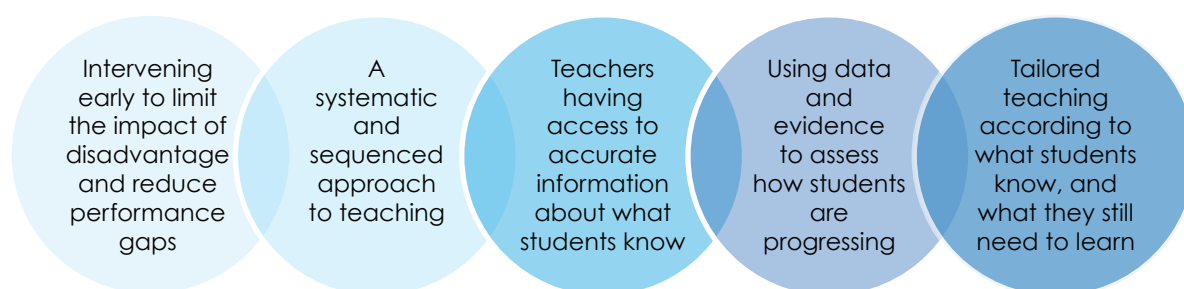 Intervening
early to limit
the impact of
disadvantage
and reduce
performance
gaps
A
systematic
and
sequenced
approach
to teaching
Teachers
having
access to
accurate
information
about what
students know
Using data
and
evidence
to assess
how students
are
progressing
Tailored
teaching
according to
what students
know, and
what they still
need to learn